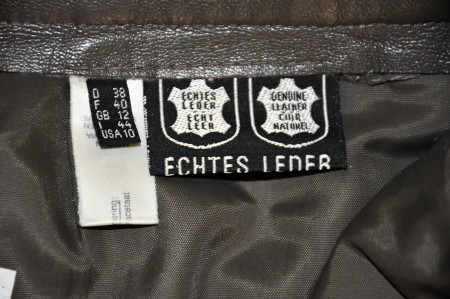 D 38
F 40
GB 12
I 44
USA 10
ECHTES
LEDER
ECHT
LEER
GENUINE
LEATHER
CUIR
NATUREL
ECHTES LEDER